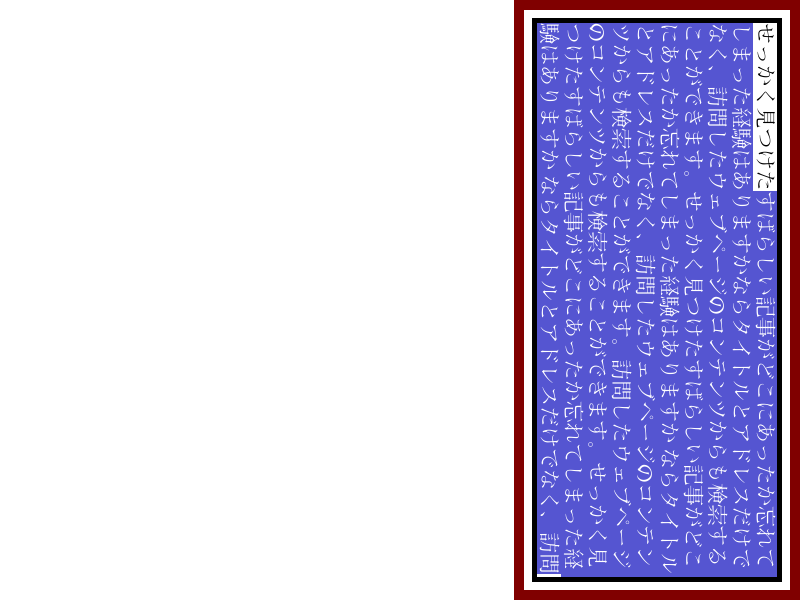 せっかく見つけたすばらしい記事がどこにあったか忘れて
しまった経験はありますかならタイトルとアドレスだけで
なく、訪問したウェブページのコンテンツからも検索する
ことができます。せっかく見つけたすばらしい記事がどこ
にあったか忘れてしまった経験はありますかならタイトル
とアドレスだけでなく、訪問したウェブページのコンテン
ツからも検索することができます。訪問したウェブページ
のコンテンツからも検索することができます。せっかく見
つけたすばらしい記事がどこにあったか忘れてしまった経
験はありますかならタイトルとアドレスだけでなく、訪問